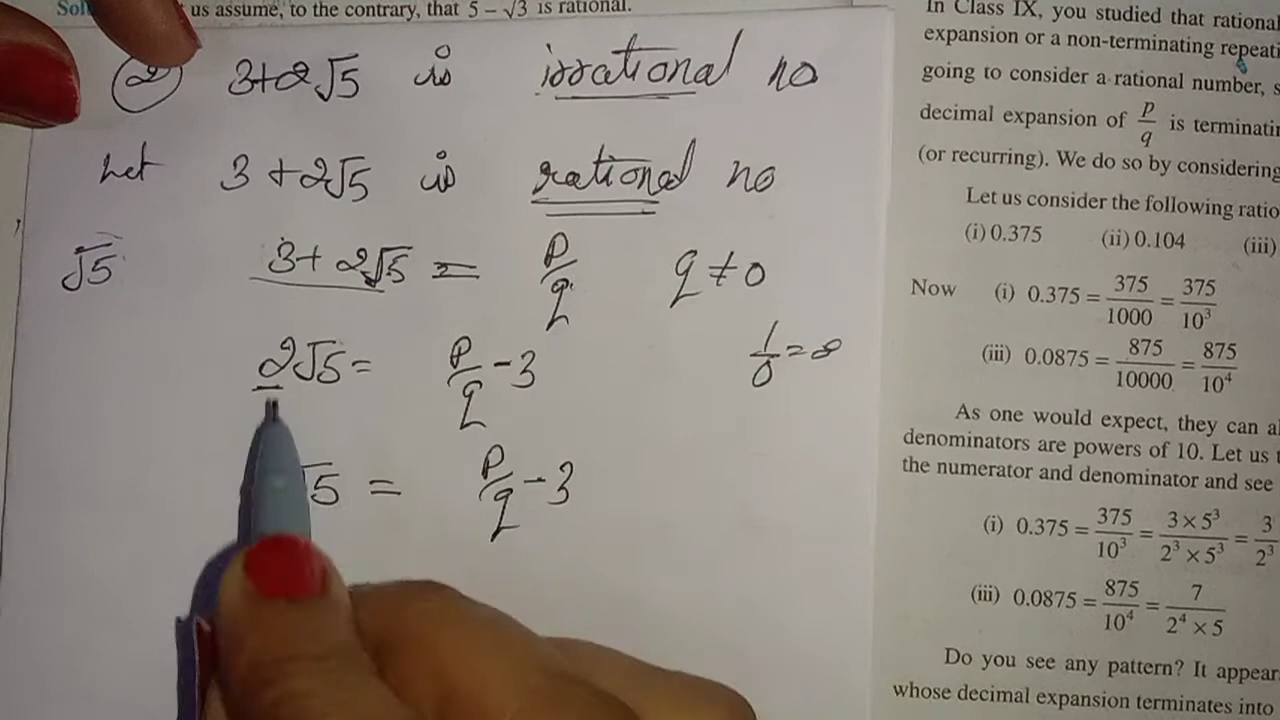 us assume, to the contrary, that 5 – √3 is rational.
② 3+2√5 is irrational no
Let 3+2√5 is rational no
√5 3+2√5 = p/q q≠0
2√5 = p/q -3 1/0=∞
√5 = p/q -3
In Class IX, you studied that rational
expansion or a non-terminating repeati
going to consider a rational number, s
decimal expansion of p/q is terminatin
(or recurring). We do so by considering
Let us consider the following ratio
(i) 0.375 (ii) 0.104 (iii)
Now (i) 0.375 = 375/1000 = 375/10³
(iii) 0.0875 = 875/10000 = 875/10⁴
As one would expect, they can al
denominators are powers of 10. Let us
the numerator and denominator and see
(i) 0.375 = 375/10³ = 3 × 5³/2³ × 5³ = 3/2³
(iii) 0.0875 = 875/10⁴ = 7/2⁴ × 5
Do you see any pattern? It appear
whose decimal expansion terminates into